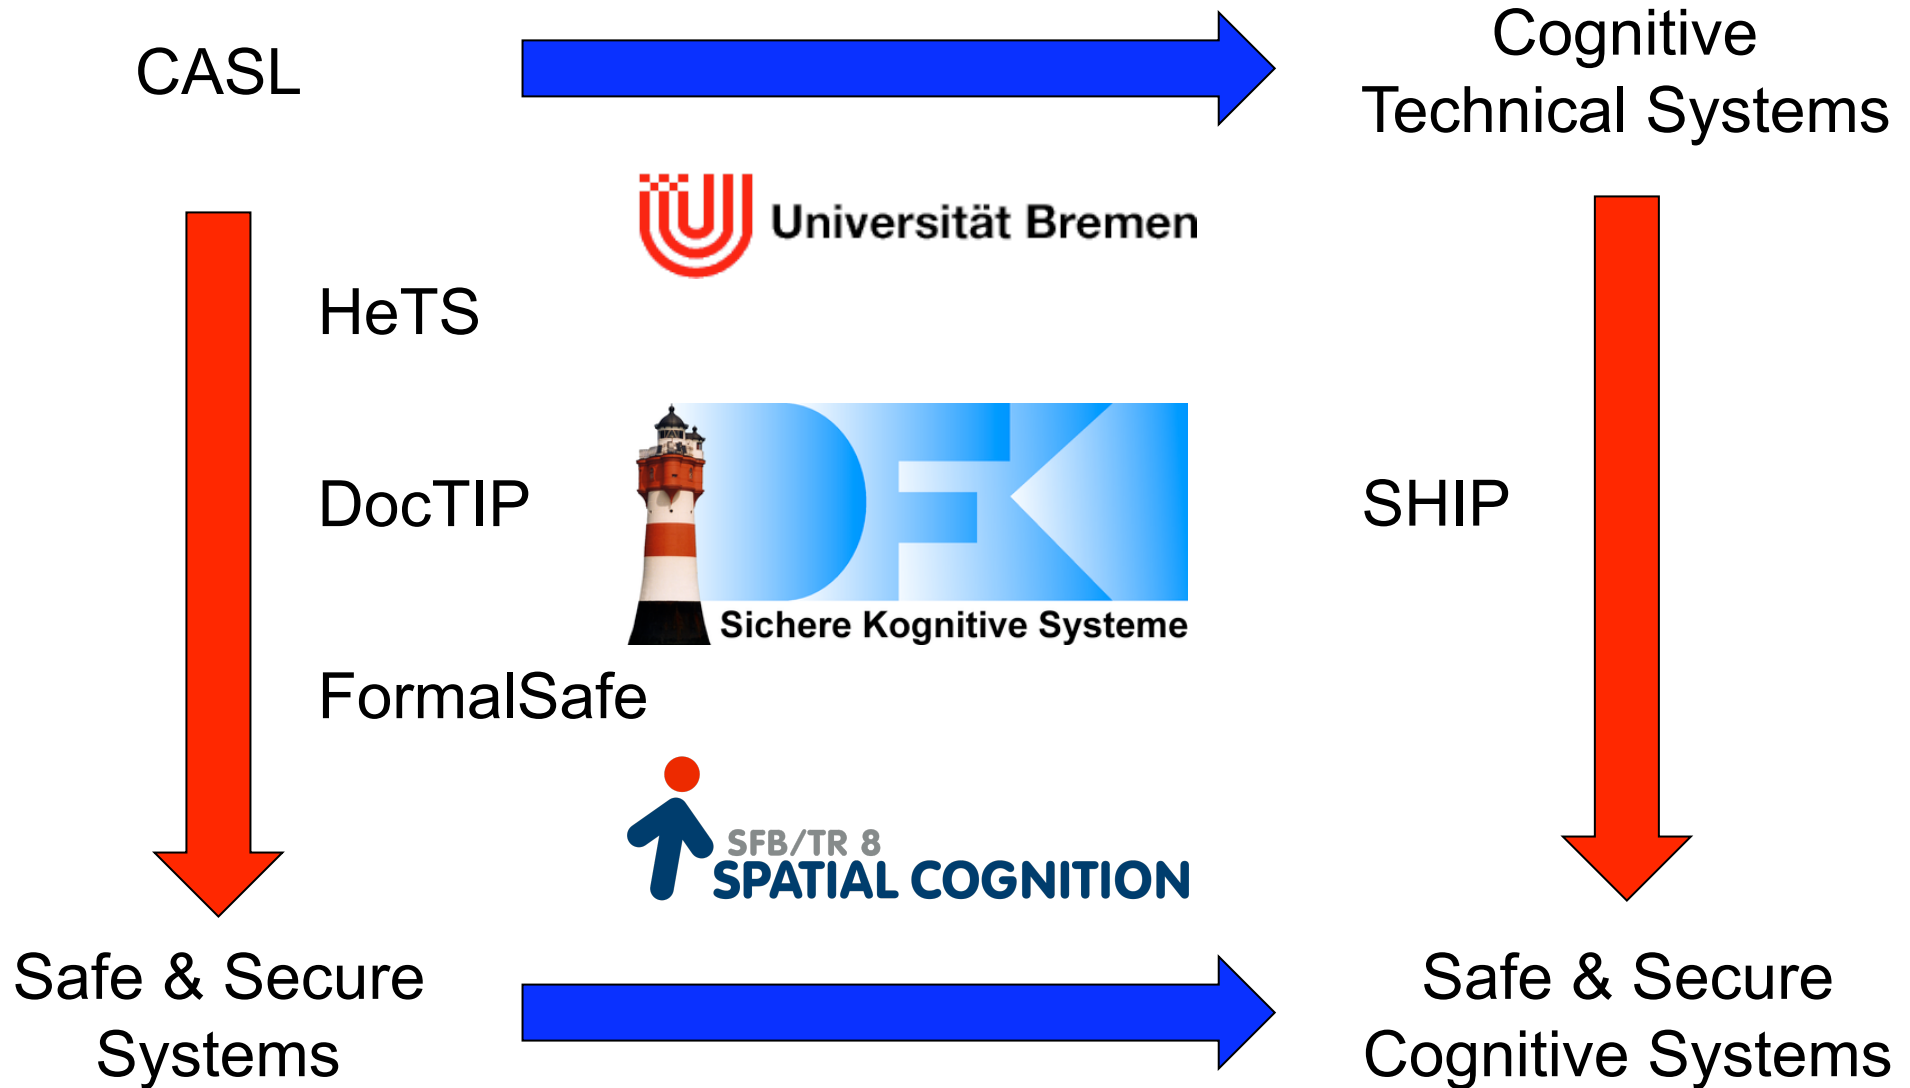 CASL
Cognitive
Technical Systems
Universität Bremen
HeTS
DFK
DocTIP
SHIP
Sichere Kognitive Systeme
FormalSafe
SFB/TR 8
SPATIAL COGNITION
Safe & Secure
Systems
Safe & Secure
Cognitive Systems